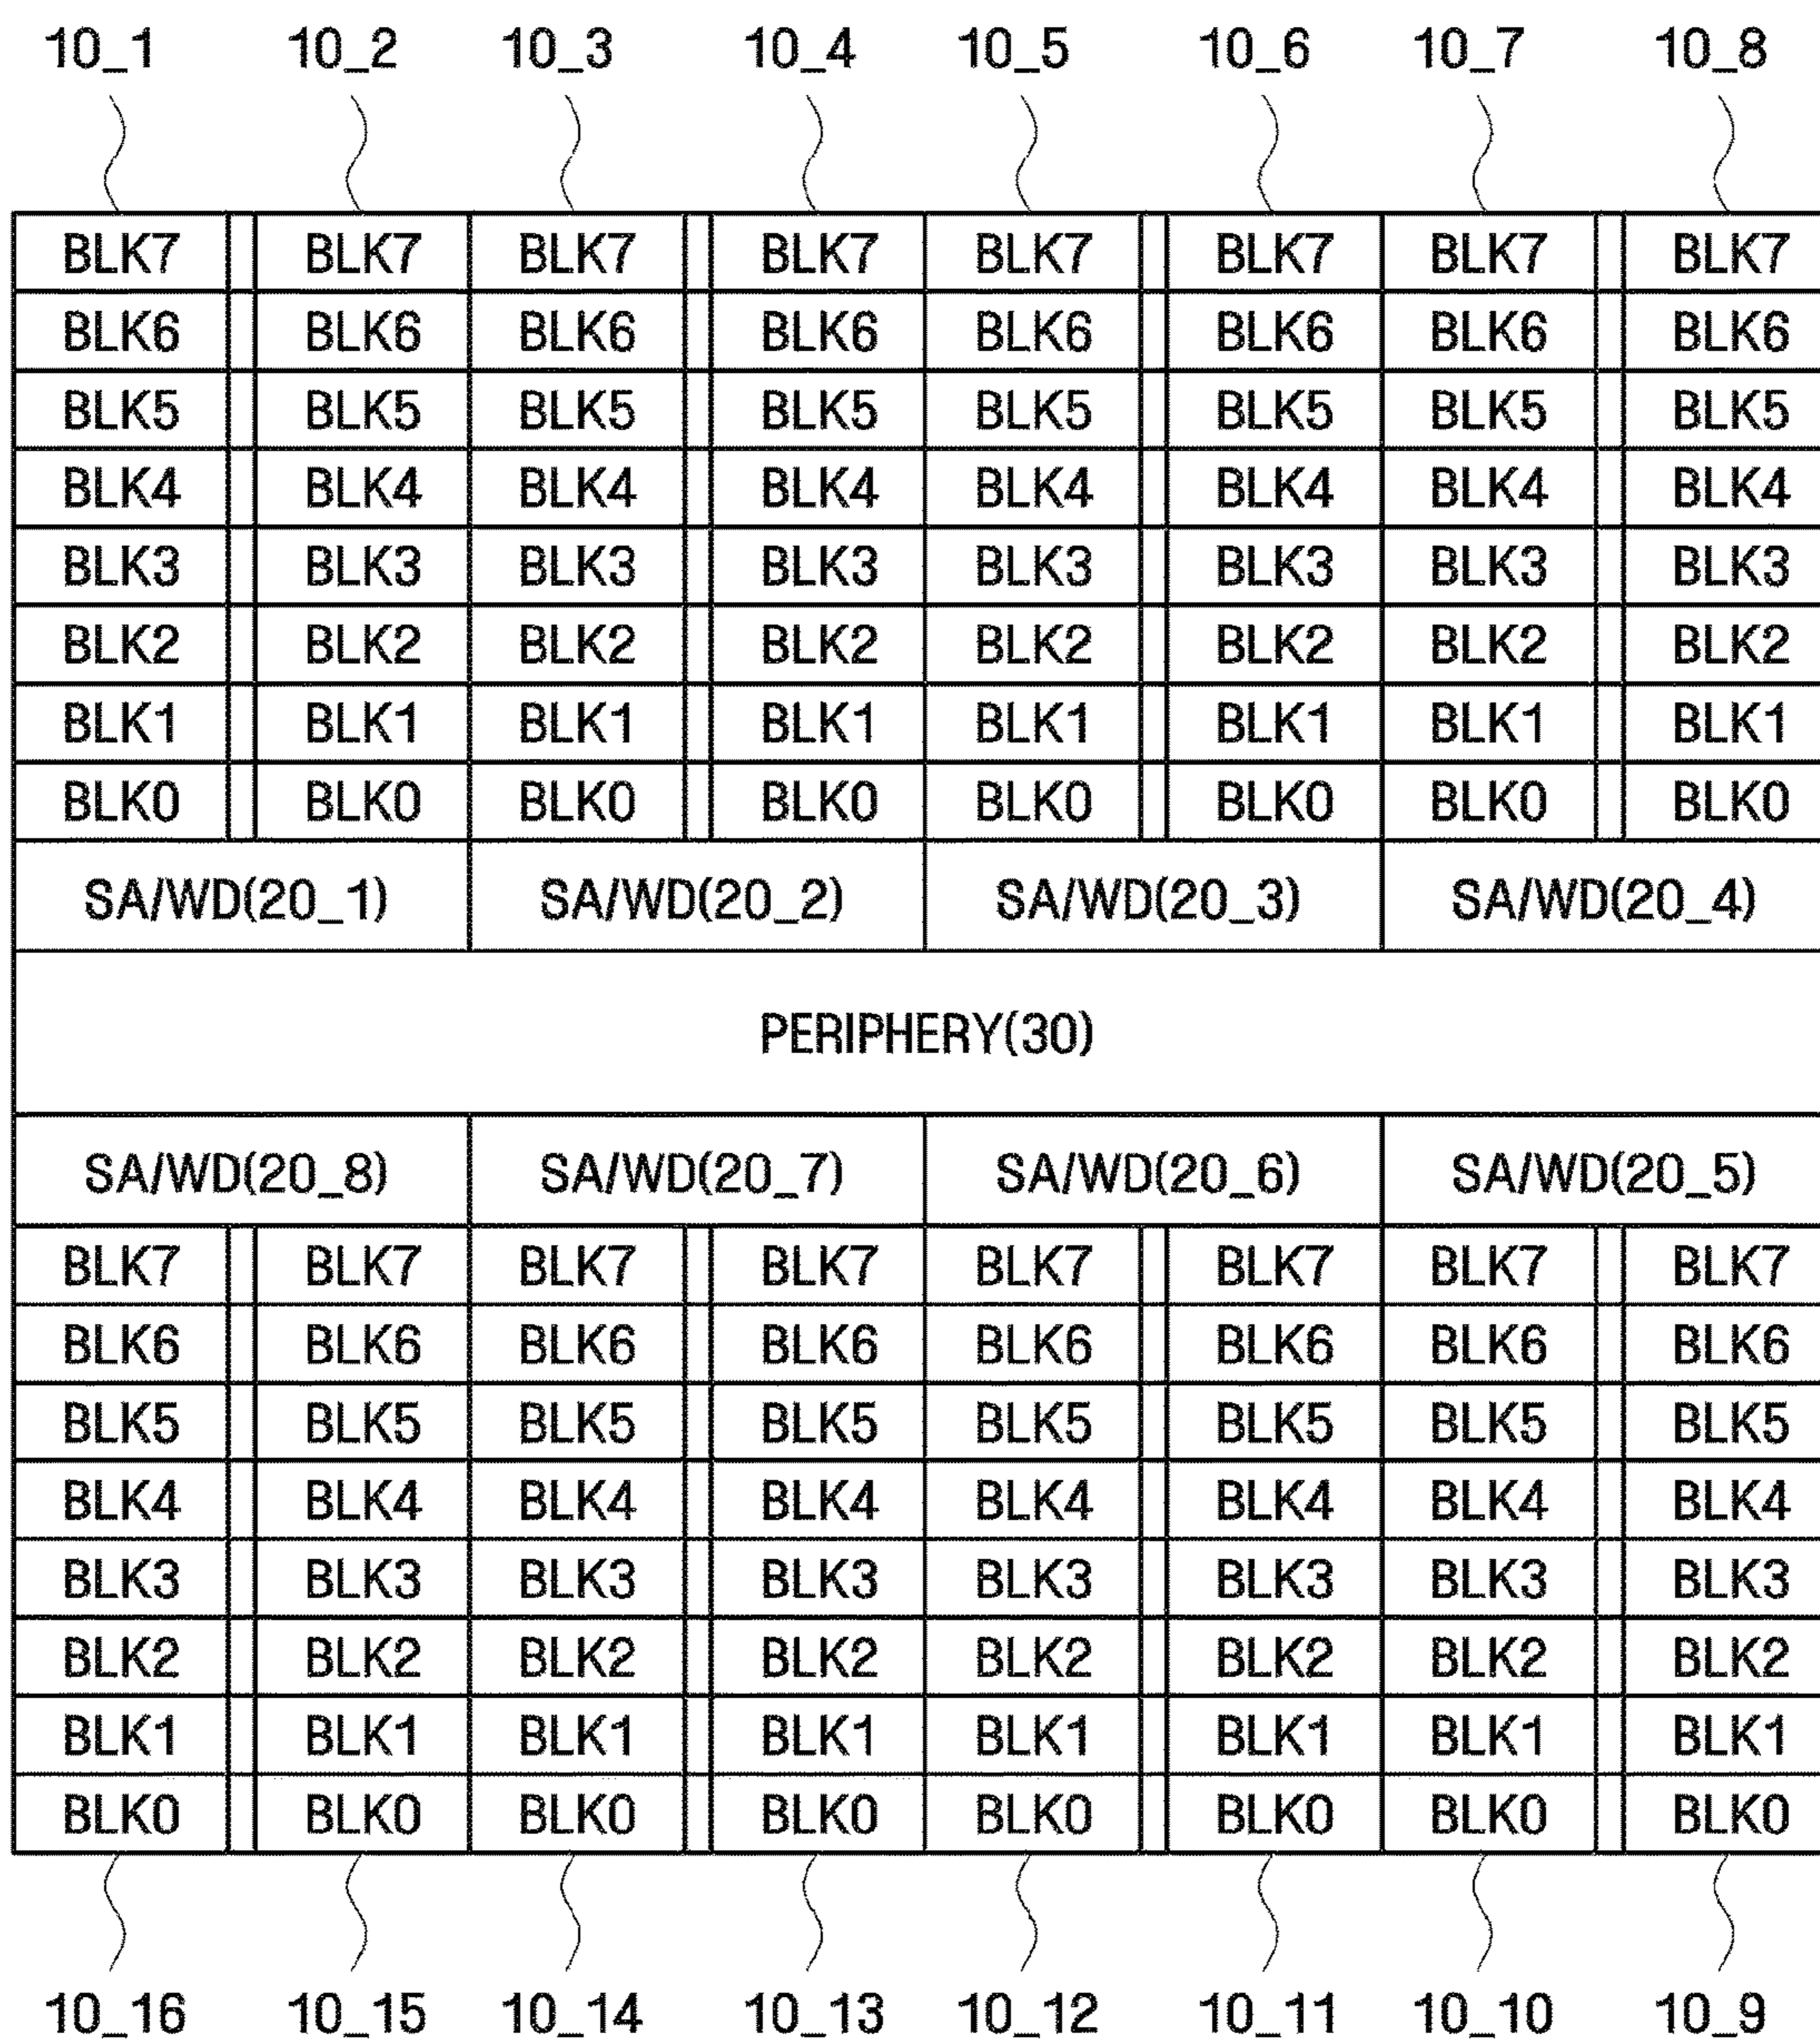 10_1 10_2 10_3 10_4 10_5 10_6 10_7 10_8
BLK7 BLK7 BLK7 BLK7 BLK7 BLK7 BLK7 BLK7
BLK6 BLK6 BLK6 BLK6 BLK6 BLK6 BLK6 BLK6
BLK5 BLK5 BLK5 BLK5 BLK5 BLK5 BLK5 BLK5
BLK4 BLK4 BLK4 BLK4 BLK4 BLK4 BLK4 BLK4
BLK3 BLK3 BLK3 BLK3 BLK3 BLK3 BLK3 BLK3
BLK2 BLK2 BLK2 BLK2 BLK2 BLK2 BLK2 BLK2
BLK1 BLK1 BLK1 BLK1 BLK1 BLK1 BLK1 BLK1
BLK0 BLK0 BLK0 BLK0 BLK0 BLK0 BLK0 BLK0
SA/WD(20_1) SA/WD(20_2) SA/WD(20_3) SA/WD(20_4)
PERIPHERY(30)
SA/WD(20_8) SA/WD(20_7) SA/WD(20_6) SA/WD(20_5)
BLK7 BLK7 BLK7 BLK7 BLK7 BLK7 BLK7 BLK7
BLK6 BLK6 BLK6 BLK6 BLK6 BLK6 BLK6 BLK6
BLK5 BLK5 BLK5 BLK5 BLK5 BLK5 BLK5 BLK5
BLK4 BLK4 BLK4 BLK4 BLK4 BLK4 BLK4 BLK4
BLK3 BLK3 BLK3 BLK3 BLK3 BLK3 BLK3 BLK3
BLK2 BLK2 BLK2 BLK2 BLK2 BLK2 BLK2 BLK2
BLK1 BLK1 BLK1 BLK1 BLK1 BLK1 BLK1 BLK1
BLK0 BLK0 BLK0 BLK0 BLK0 BLK0 BLK0 BLK0
10_16 10_15 10_14 10_13 10_12 10_11 10_10 10_9